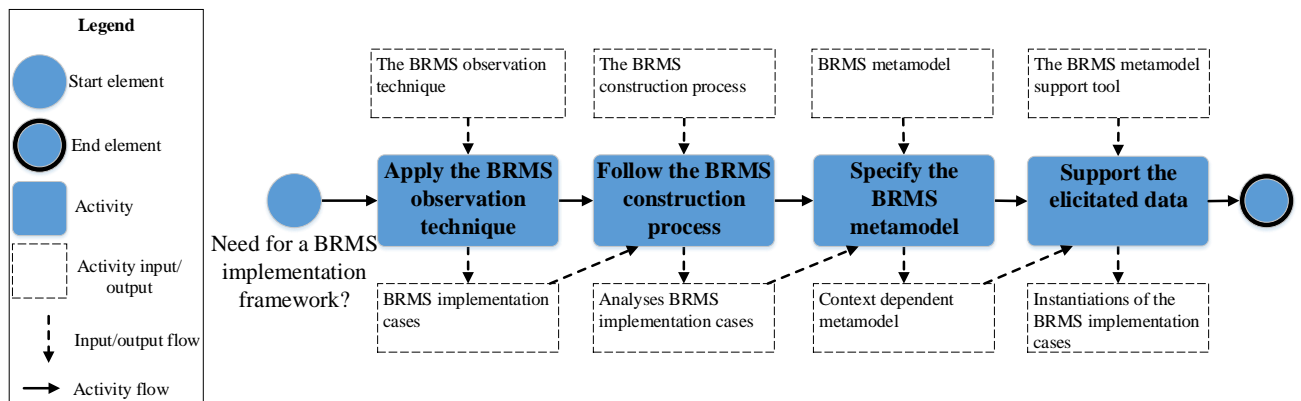 Legend
Start element
End element
Activity
Activity input/
output
Input/output flow
Activity flow
Need for a BRMS
implementation
framework?
The BRMS observation
technique
Apply the BRMS
observation
technique
BRMS implementation
cases
The BRMS
construction process
Follow the BRMS
construction
process
Analyses BRMS
implementation cases
BRMS metamodel
Specify the
BRMS
metamodel
Context dependent
metamodel
The BRMS metamodel
support tool
Support the
elicitated data
Instantiations of the
BRMS implementation
cases